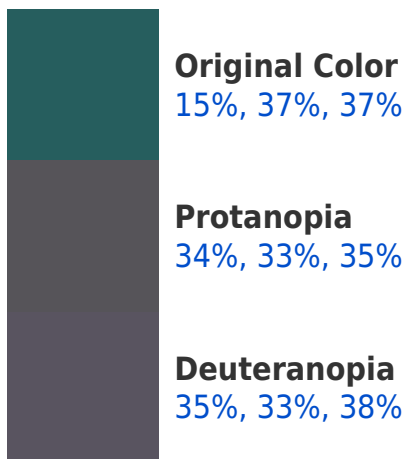 Original Color
15%, 37%, 37%
Protanopia
34%, 33%, 35%
Deuteranopia
35%, 33%, 38%